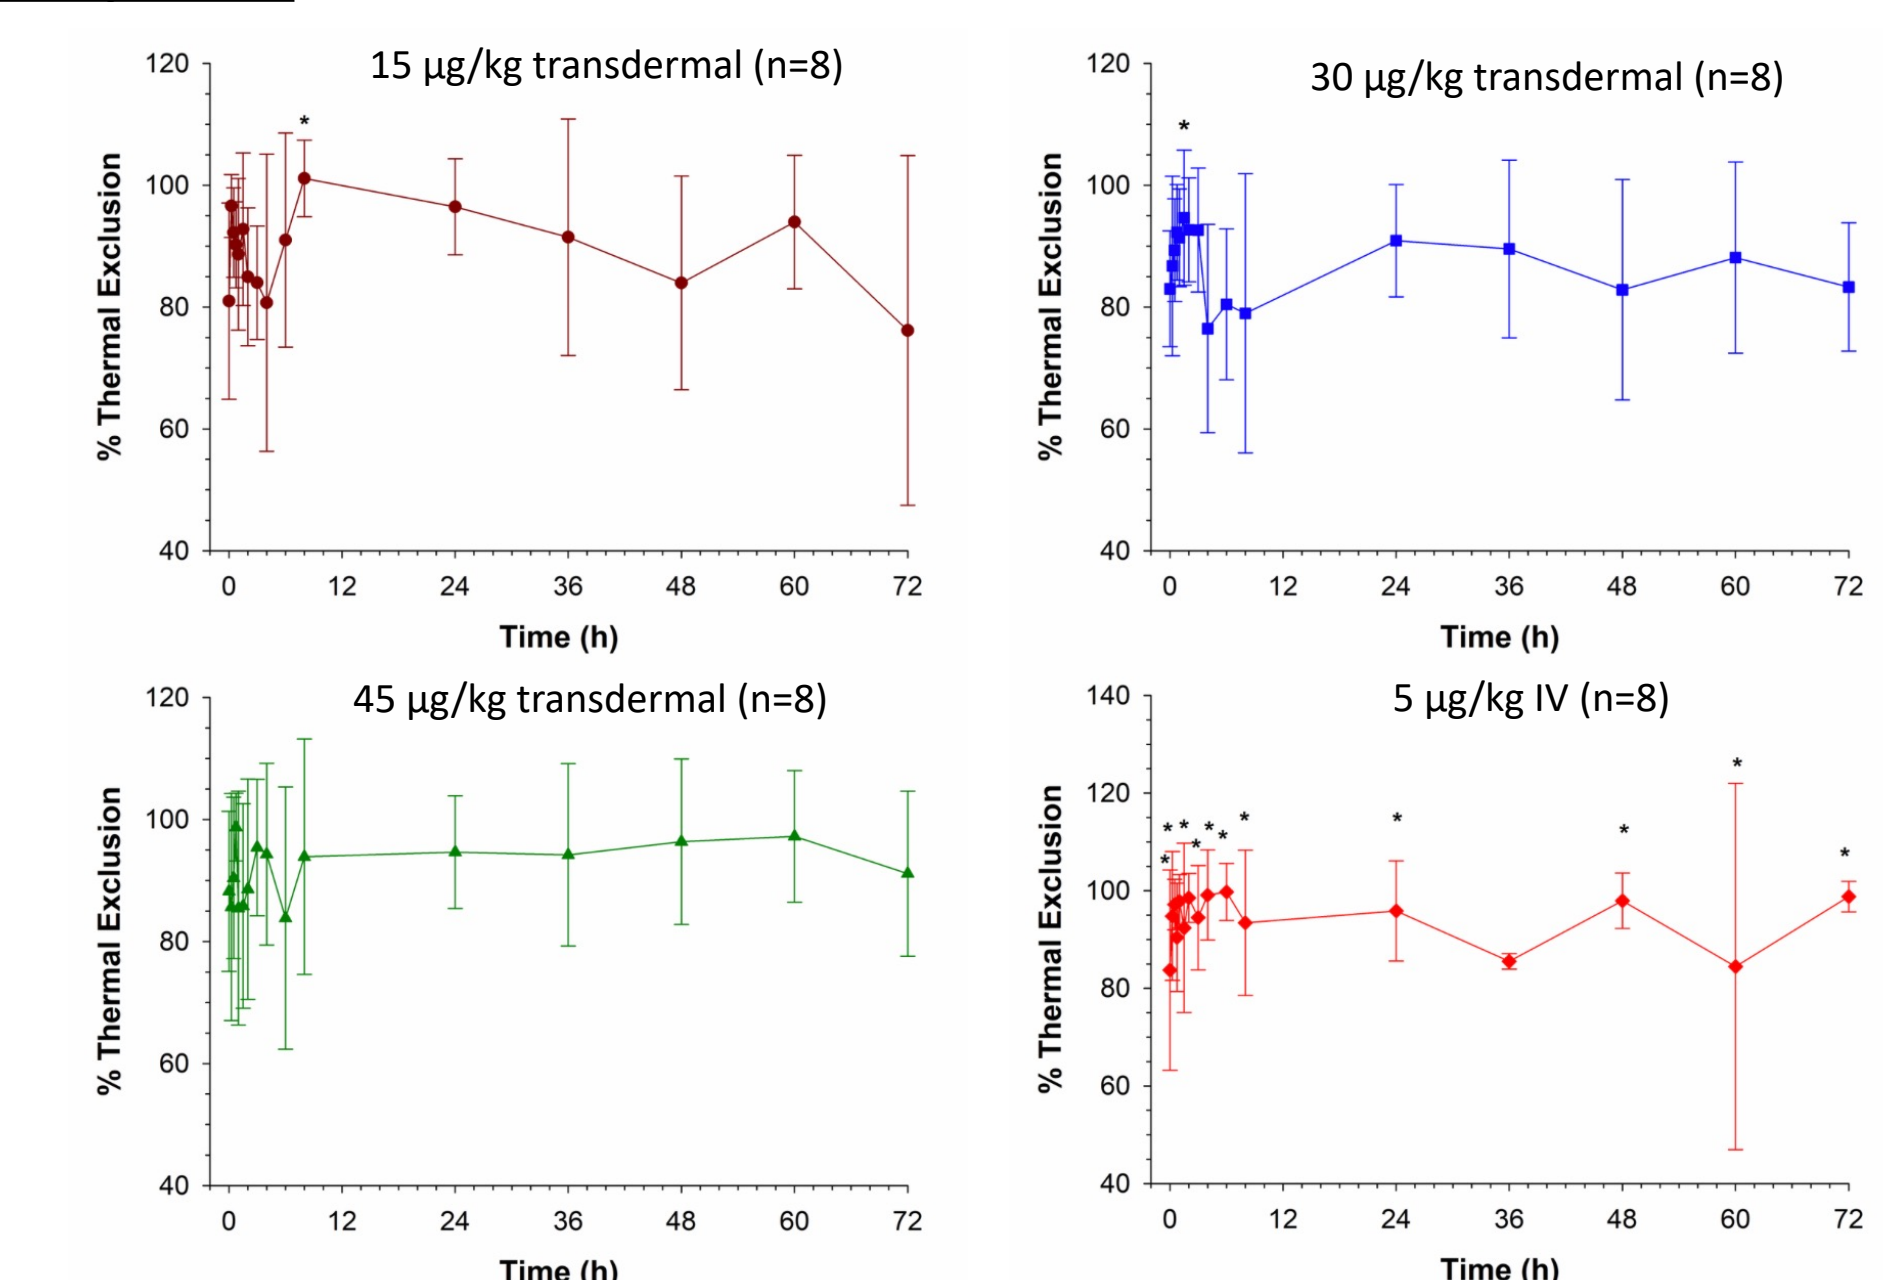 15 µg/kg transdermal (n=8)
% Thermal Exclusion
120
100
80
60
40
*
0 12 24 36 48 60 72
Time (h)
30 µg/kg transdermal (n=8)
% Thermal Exclusion
120
100
80
60
40
*
0 12 24 36 48 60 72
Time (h)
45 µg/kg transdermal (n=8)
% Thermal Exclusion
120
100
80
60
40
0 12 24 36 48 60 72
Time (h)
5 µg/kg IV (n=8)
% Thermal Exclusion
140
120
100
80
60
40
* * * * * * * * * * *
0 12 24 36 48 60 72
Time (h)